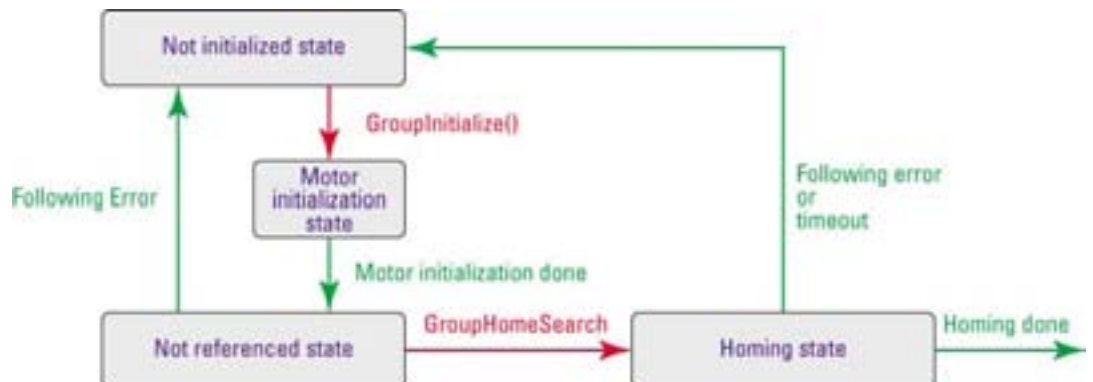 Not initialized state
GroupInitialize()
Motor
initialization
state
Following Error
Following error
or
timeout
Motor initialization done
GroupHomeSearch
Homing done
Not referenced state
Homing state